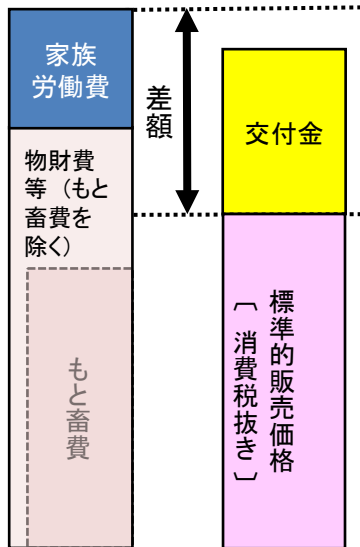 家族
労働費
物財費
等（もと
畜費を
除く）
もと畜費
差額
交付金
標準的販売価格
〔消費税抜き〕